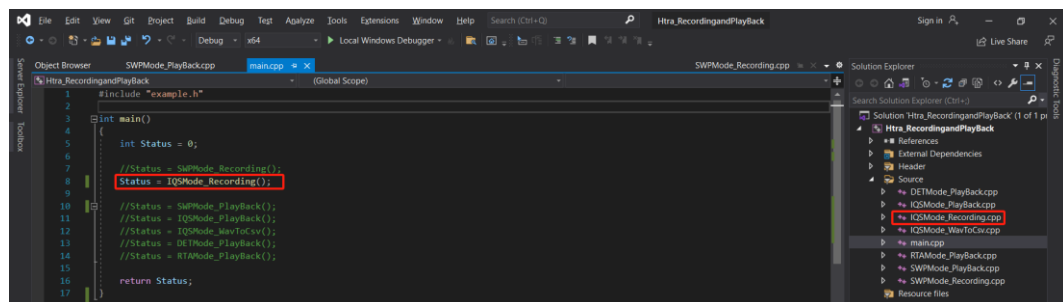 File Edit View Git Project Build Debug Test Analyze Tools Extensions Window Help Search (Ctrl+Q) Htra_RecordingandPlayBack Sign in
Debug x64 Local Windows Debugger Live Share
Server Explorer
Toolbox
Object Browser SWPMode_PlayBack.cpp main.cpp SWPMode_Recording.cpp
Htra_RecordingandPlayBack (Global Scope)
1 #include "example.h"
2
3 int main()
4 {
5 int Status = 0;
6
7 //Status = SWPMode_Recording();
8 Status = IQSMode_Recording();
9
10 //Status = SWPMode_PlayBack();
11 //Status = IQSMode_PlayBack();
12 //Status = IQSMode_WavToCsv();
13 //Status = DETMode_PlayBack();
14 //Status = RTAMode_PlayBack();
15
16 return Status;
17 }
Solution Explorer
Search Solution Explorer (Ctrl+;)
Solution 'Htra_RecordingandPlayBack' (1 of 1 pr
Htra_RecordingandPlayBack
References
External Dependencies
Header
Source
DETMode_PlayBack.cpp
IQSMode_PlayBack.cpp
IQSMode_Recording.cpp
IQSMode_WavToCsv.cpp
main.cpp
RTAMode_PlayBack.cpp
SWPMode_PlayBack.cpp
SWPMode_Recording.cpp
Resource files
Diagnostic Tools